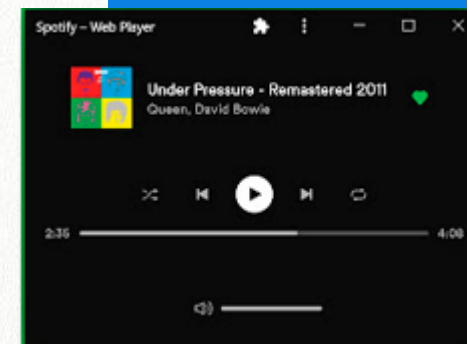 Spotify – Web Player
Under Pressure - Remastered 2011
Queen, David Bowie
2:35
4:08